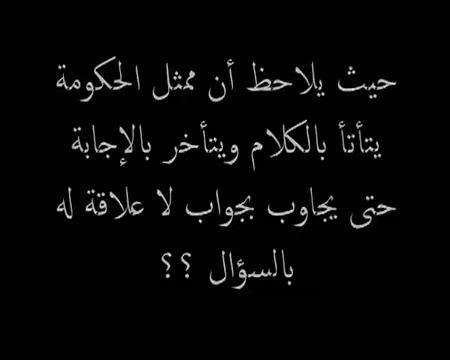 حيث يلاحظ أن ممثل الحكومة
يتأتأ بالكلام ويتأخر بالإجابة
حتى يجاوب بجواب لا علاقة له
بالسؤال ؟؟